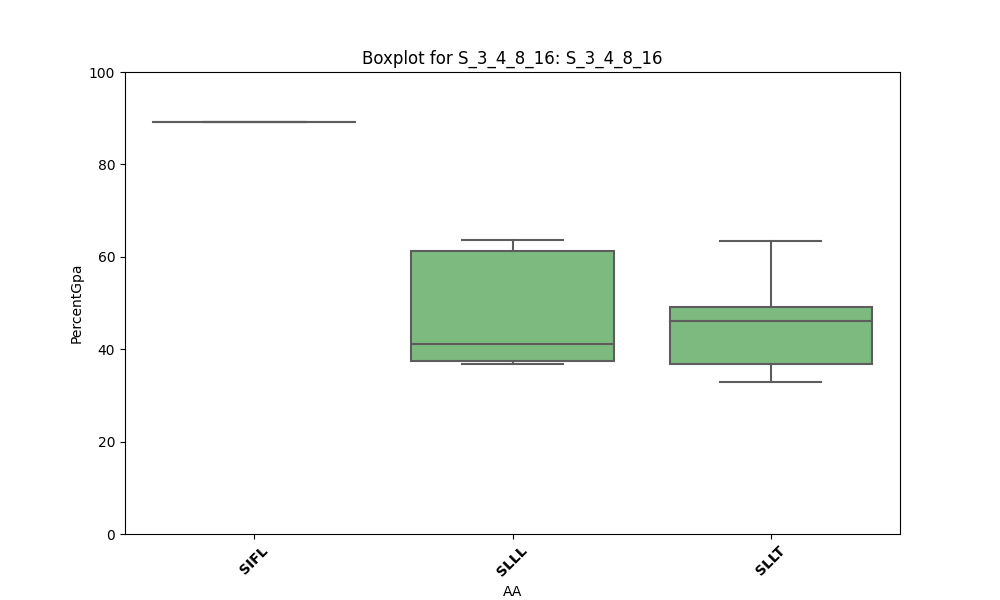 Boxplot for S_3_4_8_16: S_3_4_8_16
100
80
60
40
20
0
PercentGpa
SIFL
SLLL
SLLT
AA